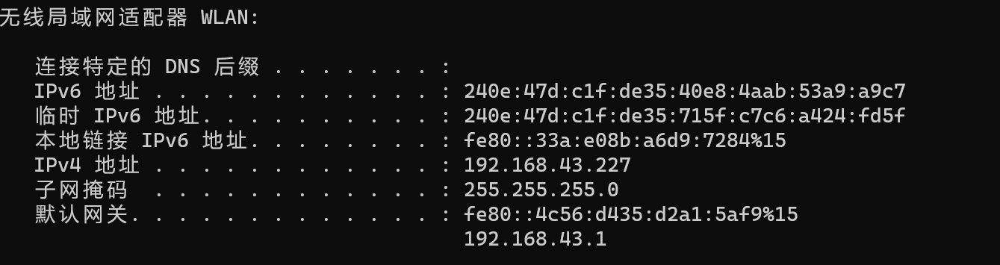 无线局域网适配器 WLAN:
连接特定的 DNS 后缀 . . . . . . . :
IPv6 地址 . . . . . . . . . . . . : 240e:47d:c1f:de35:40e8:4aab:53a9:a9c7
临时 IPv6 地址. . . . . . . . . . : 240e:47d:c1f:de35:715f:c7c6:a424:fd5f
本地链接 IPv6 地址. . . . . . . . : fe80::33a:e08b:a6d9:7284%15
IPv4 地址 . . . . . . . . . . . . : 192.168.43.227
子网掩码  . . . . . . . . . . . . : 255.255.255.0
默认网关. . . . . . . . . . . . . : fe80::4c56:d435:d2a1:5af9%15
192.168.43.1